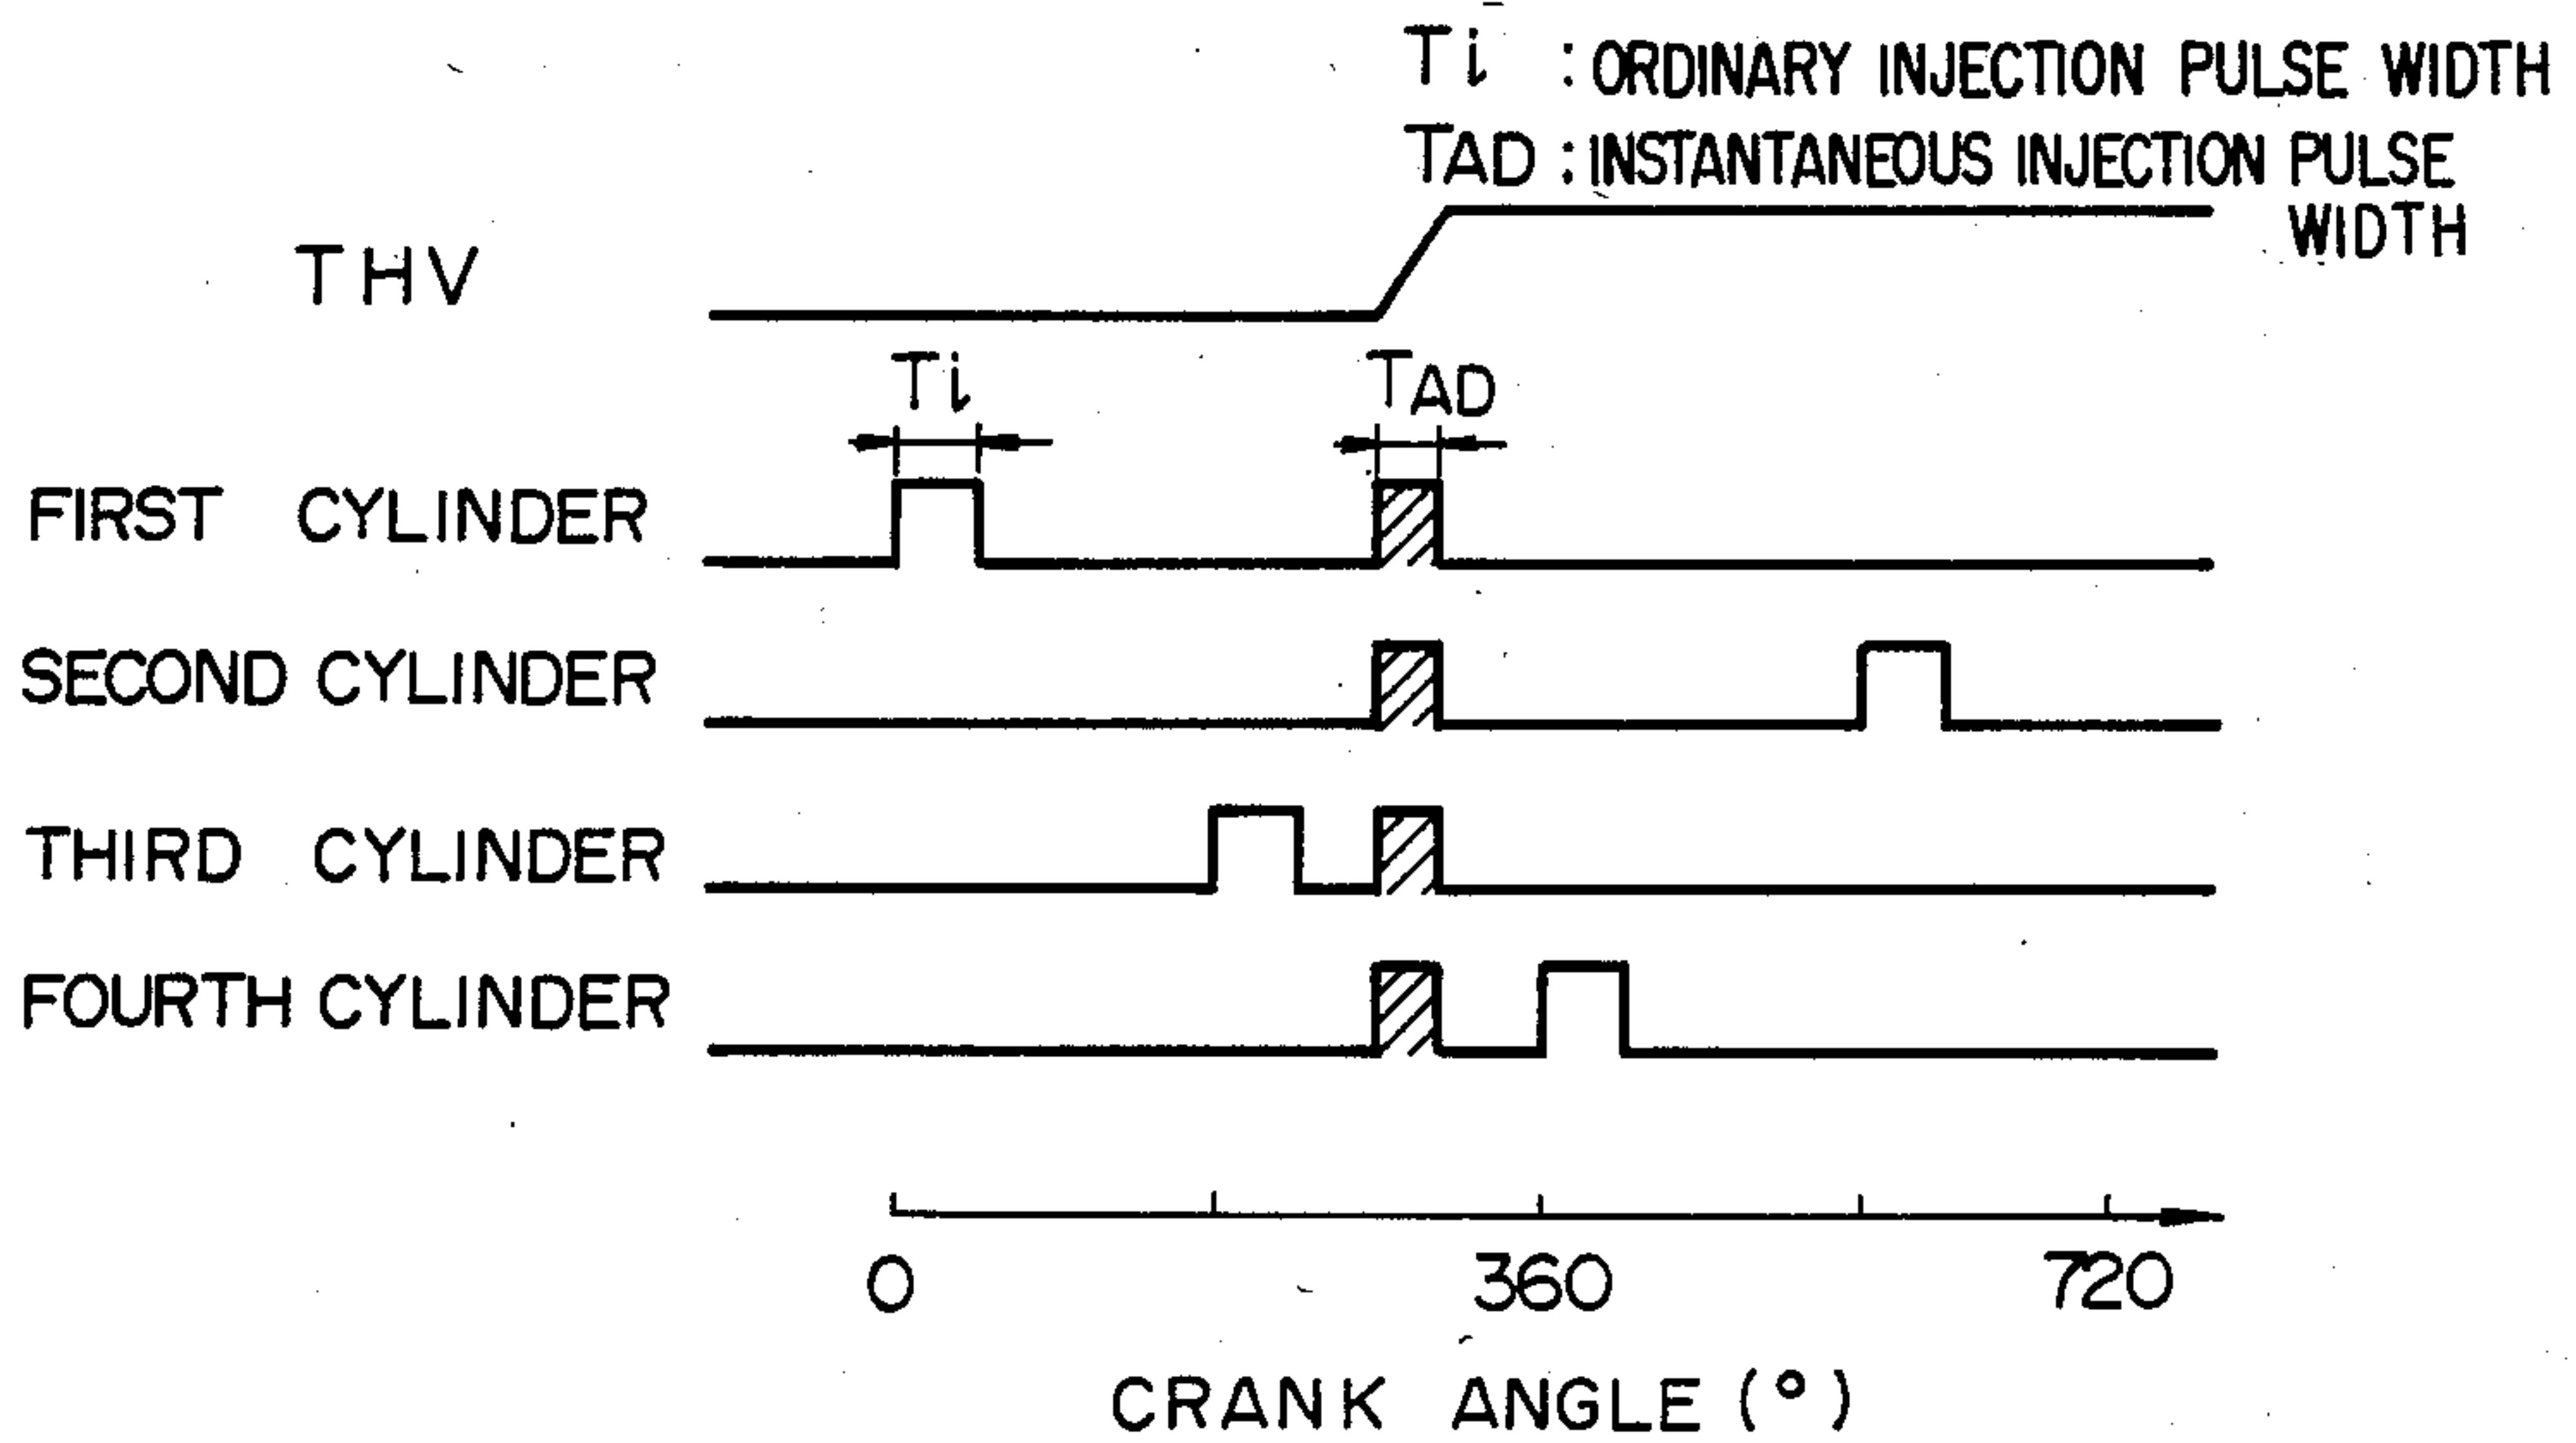 Ti : ORDINARY INJECTION PULSE WIDTH
TAD : INSTANTANEOUS INJECTION PULSE
WIDTH
THV
Ti TAD
FIRST CYLINDER
SECOND CYLINDER
THIRD CYLINDER
FOURTH CYLINDER
0 360 720
CRANK ANGLE (°)